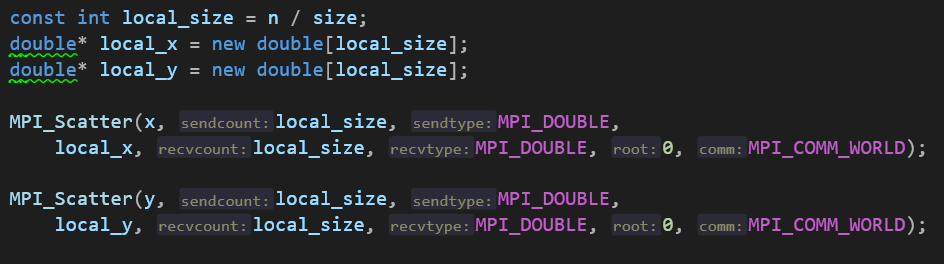 const int local_size = n / size;
double* local_x = new double[local_size];
double* local_y = new double[local_size];
MPI_Scatter(x, sendcount: local_size, sendtype: MPI_DOUBLE,
local_x, recvcount: local_size, recvtype: MPI_DOUBLE, root: 0, comm: MPI_COMM_WORLD);
MPI_Scatter(y, sendcount: local_size, sendtype: MPI_DOUBLE,
local_y, recvcount: local_size, recvtype: MPI_DOUBLE, root: 0, comm: MPI_COMM_WORLD);